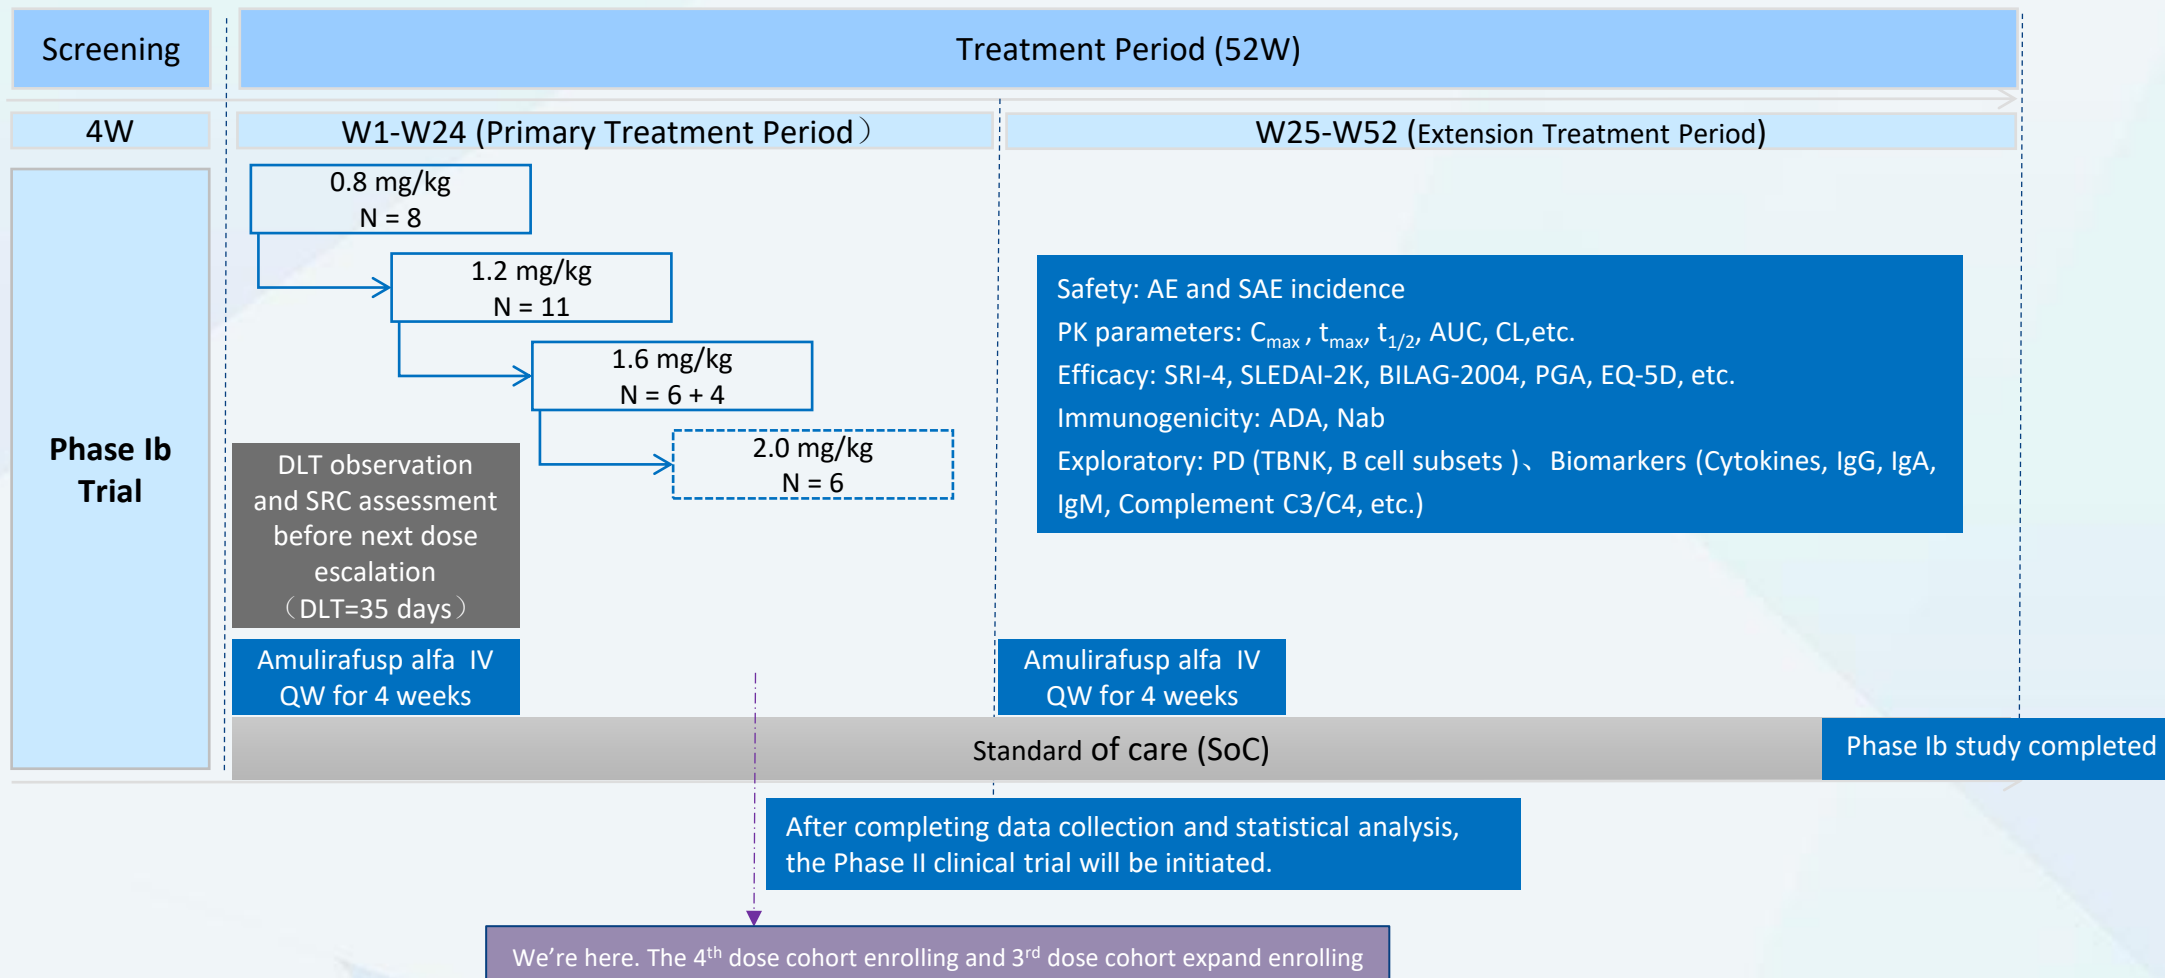 Screening
Treatment Period (52W)
4W
W1-W24 (Primary Treatment Period）
W25-W52 (Extension Treatment Period)
Phase Ib
Trial
0.8 mg/kg
N = 8
1.2 mg/kg
N = 11
1.6 mg/kg
N = 6 + 4
2.0 mg/kg
N = 6
DLT observation
and SRC assessment
before next dose
escalation
（DLT=35 days）
Safety: AE and SAE incidence
PK parameters: Cmax , tmax, t1/2, AUC, CL,etc.
Efficacy: SRI-4, SLEDAI-2K, BILAG-2004, PGA, EQ-5D, etc.
Immunogenicity: ADA, Nab
Exploratory: PD (TBNK, B cell subsets )、Biomarkers (Cytokines, IgG, IgA,
IgM, Complement C3/C4, etc.)
Amulirafusp alfa  IV
QW for 4 weeks
Amulirafusp alfa  IV
QW for 4 weeks
Standard of care (SoC)
Phase Ib study completed
After completing data collection and statistical analysis,
the Phase II clinical trial will be initiated.
We’re here. The 4th dose cohort enrolling and 3rd dose cohort expand enrolling